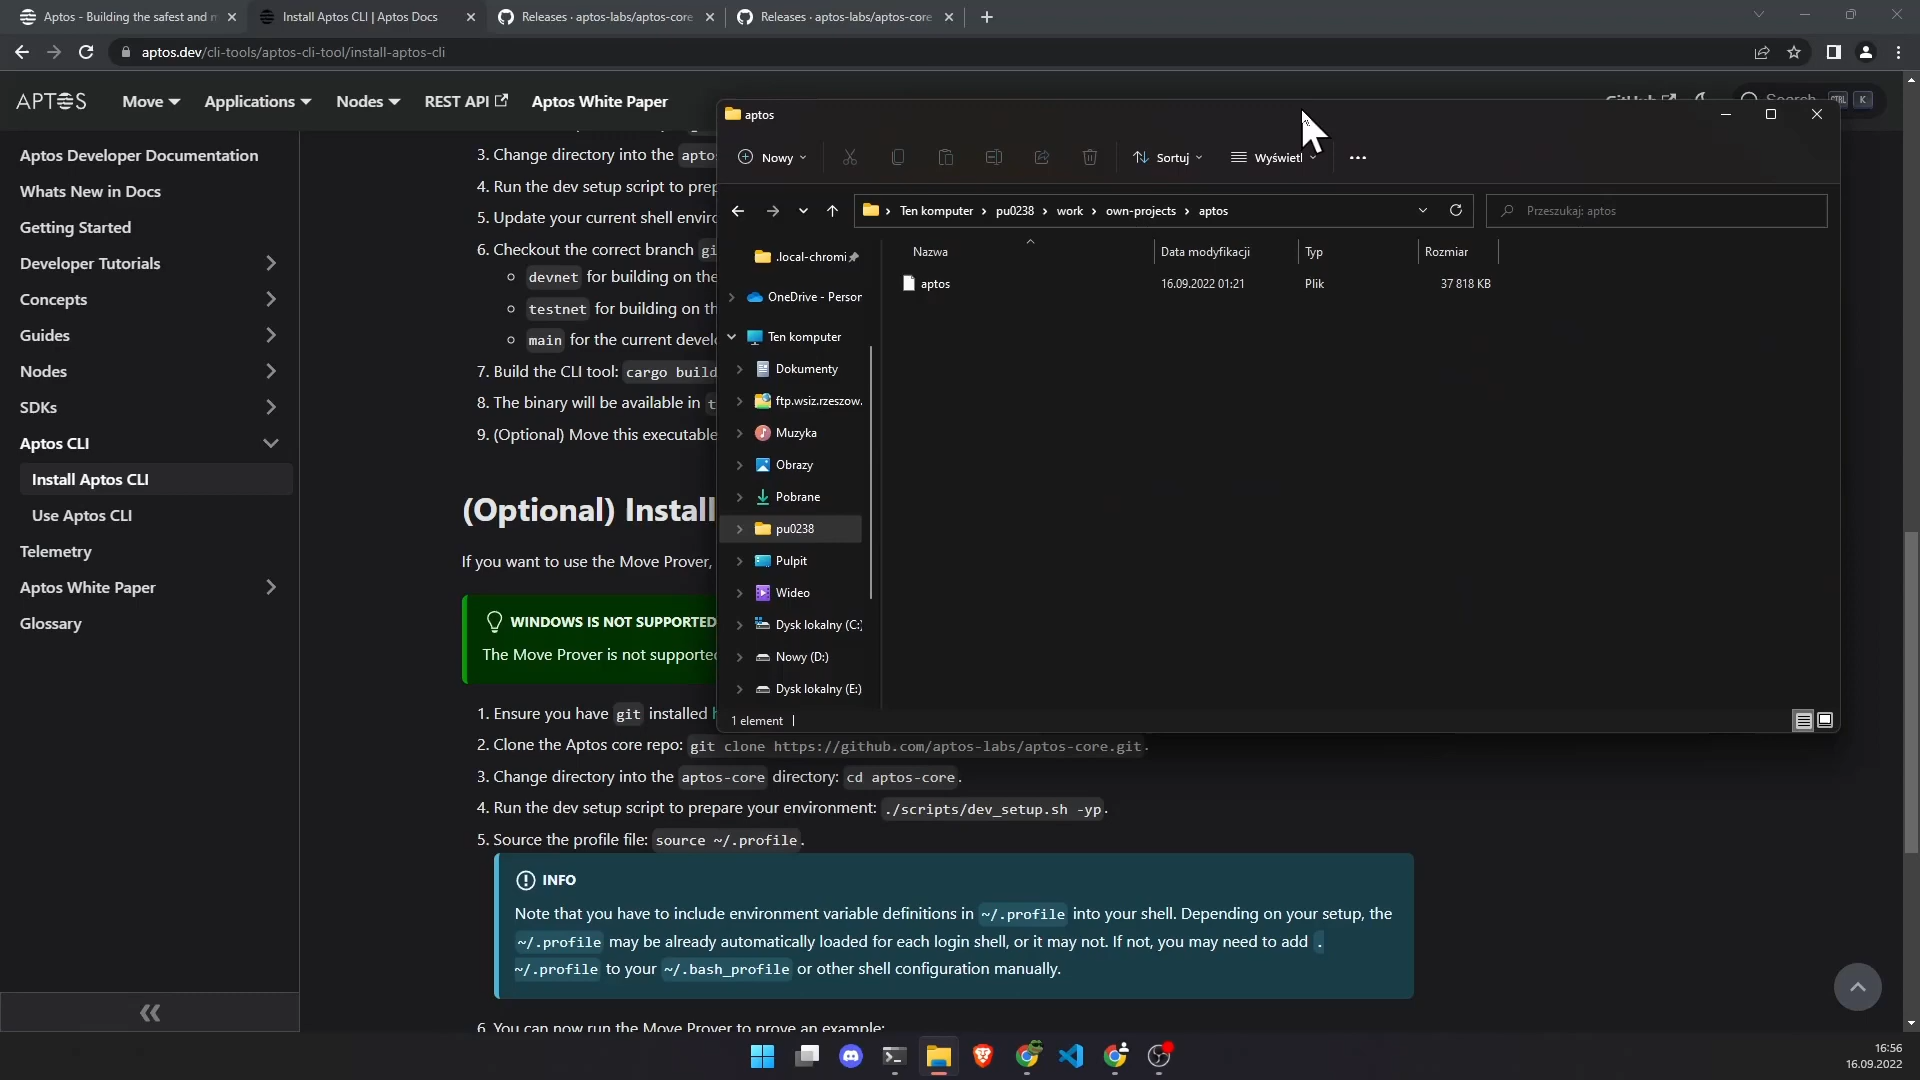 Aptos - Building the safest and m
Install Aptos CLI | Aptos Docs
Releases · aptos-labs/aptos-core
Releases · aptos-labs/aptos-core
aptos.dev/cli-tools/aptos-cli-tool/install-aptos-cli
APTOS
Move
Applications
Nodes
REST API
Aptos White Paper
K
Aptos Developer Documentation
Whats New in Docs
Getting Started
Developer Tutorials
Concepts
Guides
Nodes
SDKs
Aptos CLI
Install Aptos CLI
Use Aptos CLI
Telemetry
Aptos White Paper
Glossary
3. Change directory into the apto
4. Run the dev setup script to prep
5. Update your current shell enviro
6. Checkout the correct branch gi
devnet for building on the
testnet for building on th
main for the current devel
7. Build the CLI tool: cargo build
8. The binary will be available in t
9. (Optional) Move this executable
(Optional) Install
If you want to use the Move Prover,
WINDOWS IS NOT SUPPORTED
The Move Prover is not supported
1. Ensure you have git installed h
2. Clone the Aptos core repo: git clone https://github.com/aptos-labs/aptos-core.git.
3. Change directory into the aptos-core directory: cd aptos-core.
4. Run the dev setup script to prepare your environment: ./scripts/dev_setup.sh -yp.
5. Source the profile file: source ~/.profile.
INFO
Note that you have to include environment variable definitions in ~/.profile into your shell. Depending on your setup, the
~/.profile may be already automatically loaded for each login shell, or it may not. If not, you may need to add .
~/.profile to your ~/.bash_profile or other shell configuration manually.
6. You can now run the Move Prover to prove an example:
aptos
Nowy
Sortuj
Wyświetl
Ten komputer
pu0238
work
own-projects
aptos
Przeszukaj: aptos
Nazwa
Data modyfikacji
Typ
Rozmiar
aptos
16.09.2022 01:21
Plik
37 818 KB
.local-chromi
OneDrive - Person
Ten komputer
Dokumenty
ftp.wsiz.rzeszow.
Muzyka
Obrazy
Pobrane
pu0238
Pulpit
Wideo
Dysk lokalny (C:)
Nowy (D:)
Dysk lokalny (E:)
1 element
16:56
16.09.2022